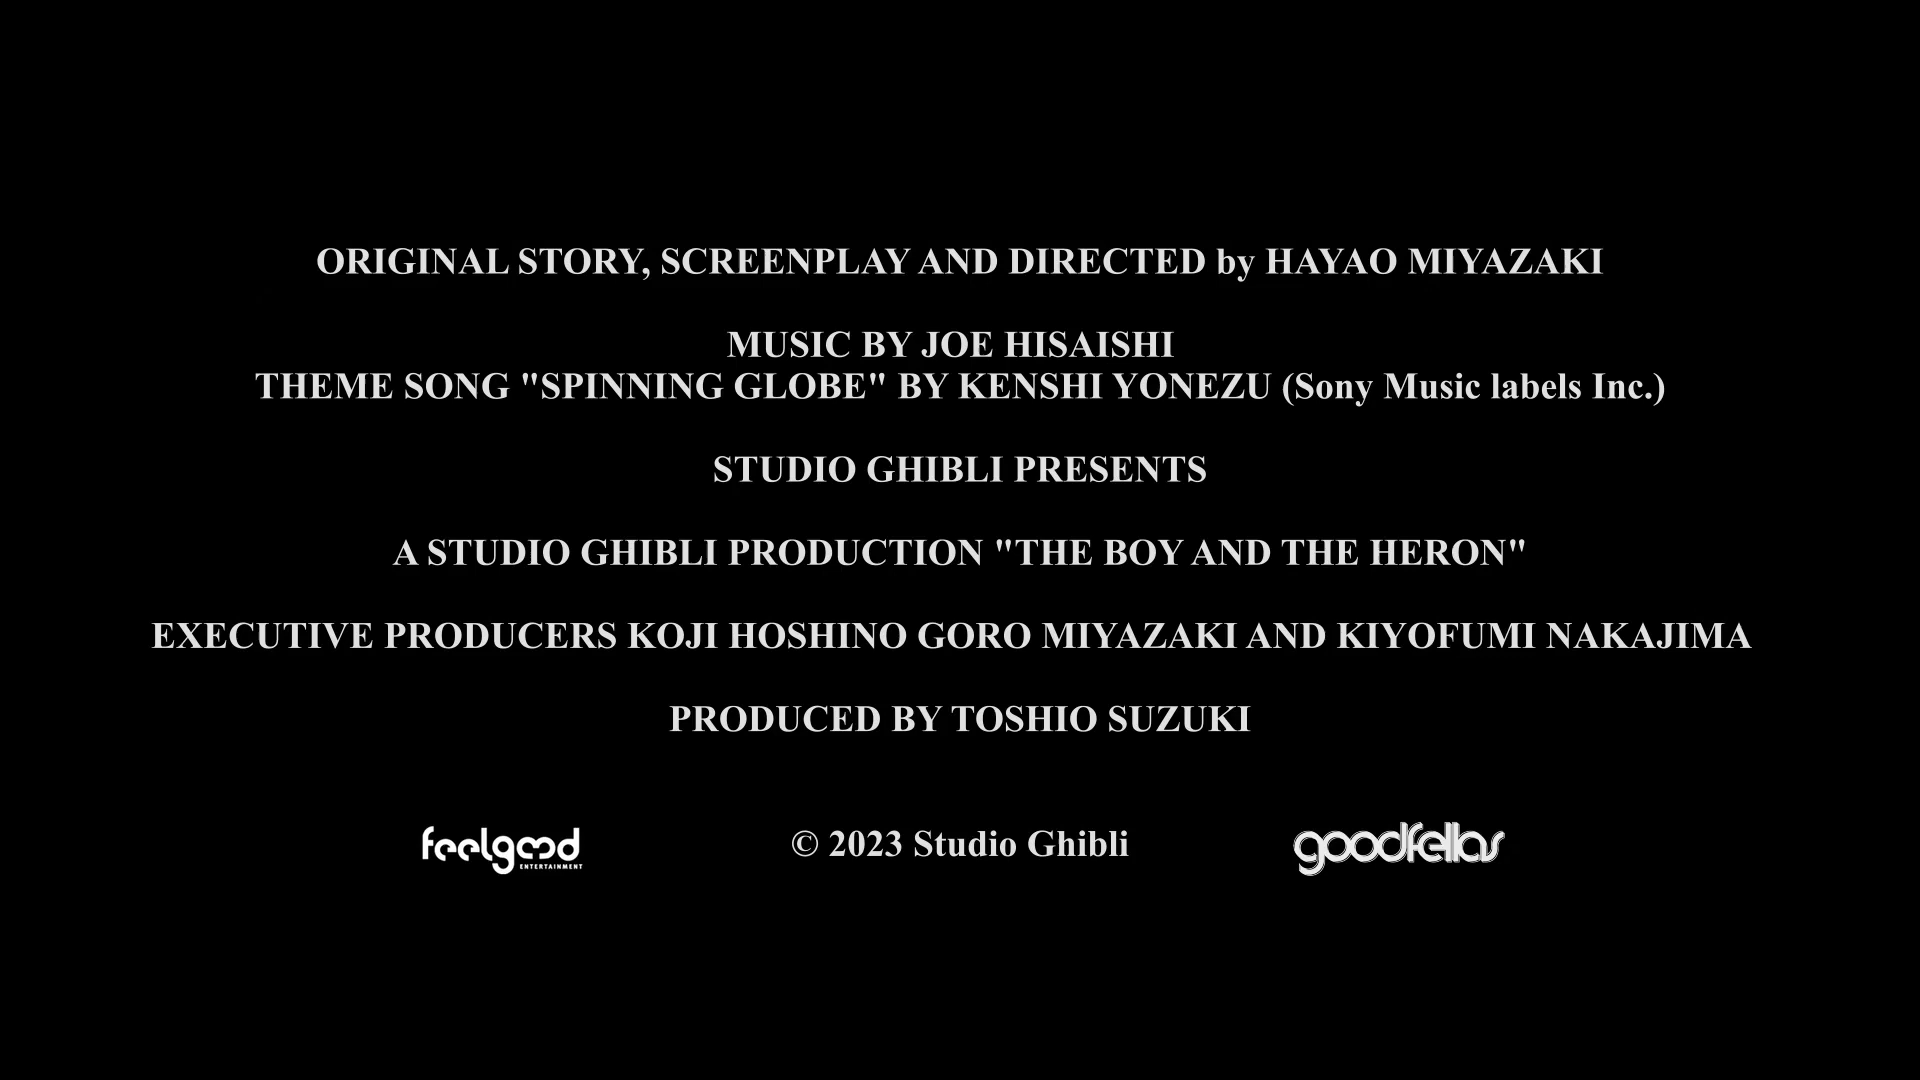 ORIGINAL STORY, SCREENPLAY AND DIRECTED by HAYAO MIYAZAKI
MUSIC BY JOE HISAISHI
THEME SONG "SPINNING GLOBE" BY KENSHI YONEZU (Sony Music labels Inc.)
STUDIO GHIBLI PRESENTS
A STUDIO GHIBLI PRODUCTION "THE BOY AND THE HERON"
EXECUTIVE PRODUCERS KOJI HOSHINO GORO MIYAZAKI AND KIYOFUMI NAKAJIMA
PRODUCED BY TOSHIO SUZUKI
feelgood
ENTERTAINMENT
© 2023 Studio Ghibli
goodfellas